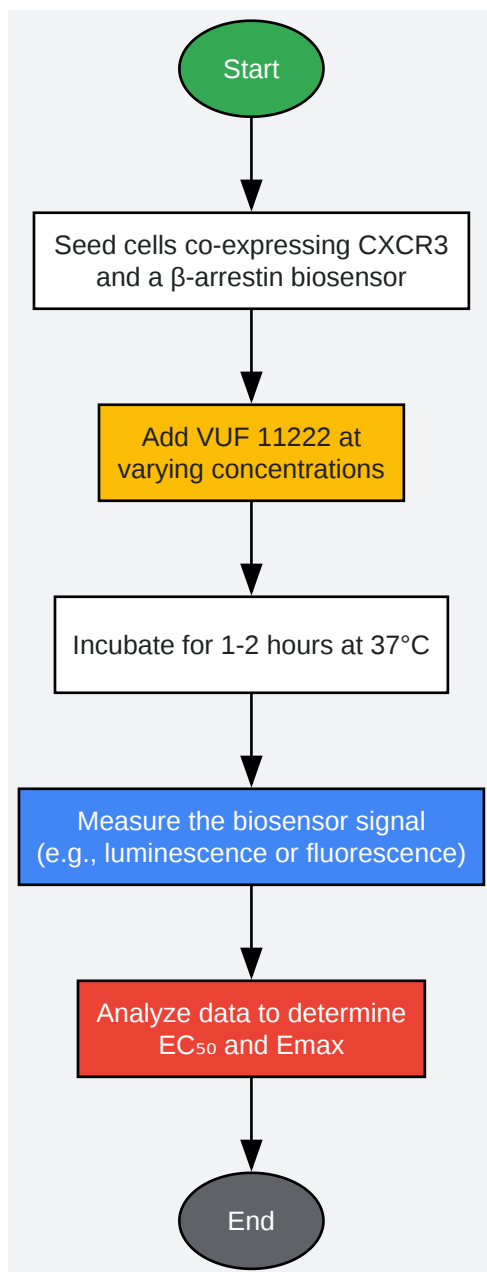 Start
Seed cells co-expressing CXCR3
and a β-arrestin biosensor
Add VUF 11222 at
varying concentrations
Incubate for 1-2 hours at 37°C
Measure the biosensor signal
(e.g., luminescence or fluorescence)
Analyze data to determine
EC₅₀ and Emax
End